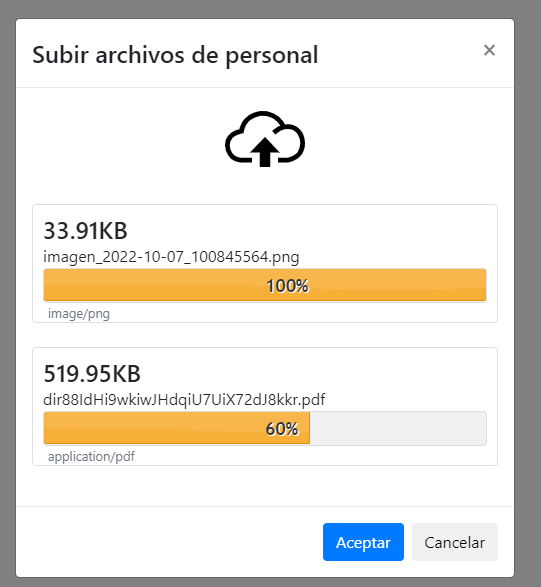 Subir archivos de personal
×
33.91KB
imagen_2022-10-07_100845564.png
100%
image/png
519.95KB
dir88IdHi9wkiwJHdqiU7UiX72dJ8kkr.pdf
60%
application/pdf
Aceptar Cancelar